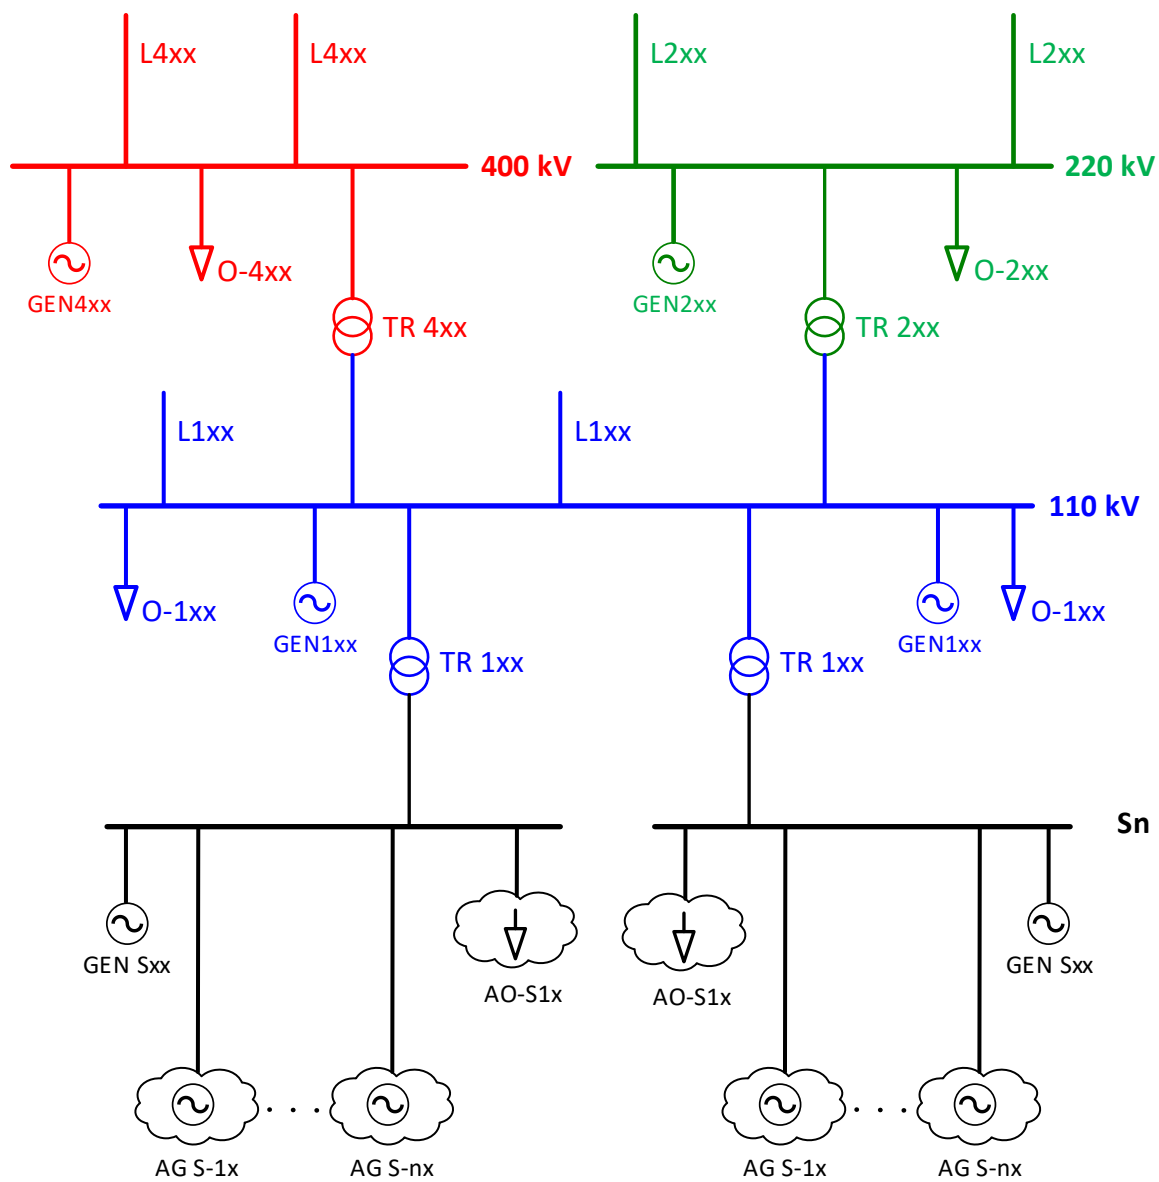 L4xx
L4xx
L2xx
L2xx
400 kV
220 kV
GEN4xx
O-4xx
GEN2xx
O-2xx
TR 4xx
TR 2xx
L1xx
L1xx
110 kV
O-1xx
GEN1xx
GEN1xx
O-1xx
TR 1xx
TR 1xx
Sn
GEN Sxx
AO-S1x
AO-S1x
GEN Sxx
. . .
. . .
AG S-1x
AG S-nx
AG S-1x
AG S-nx